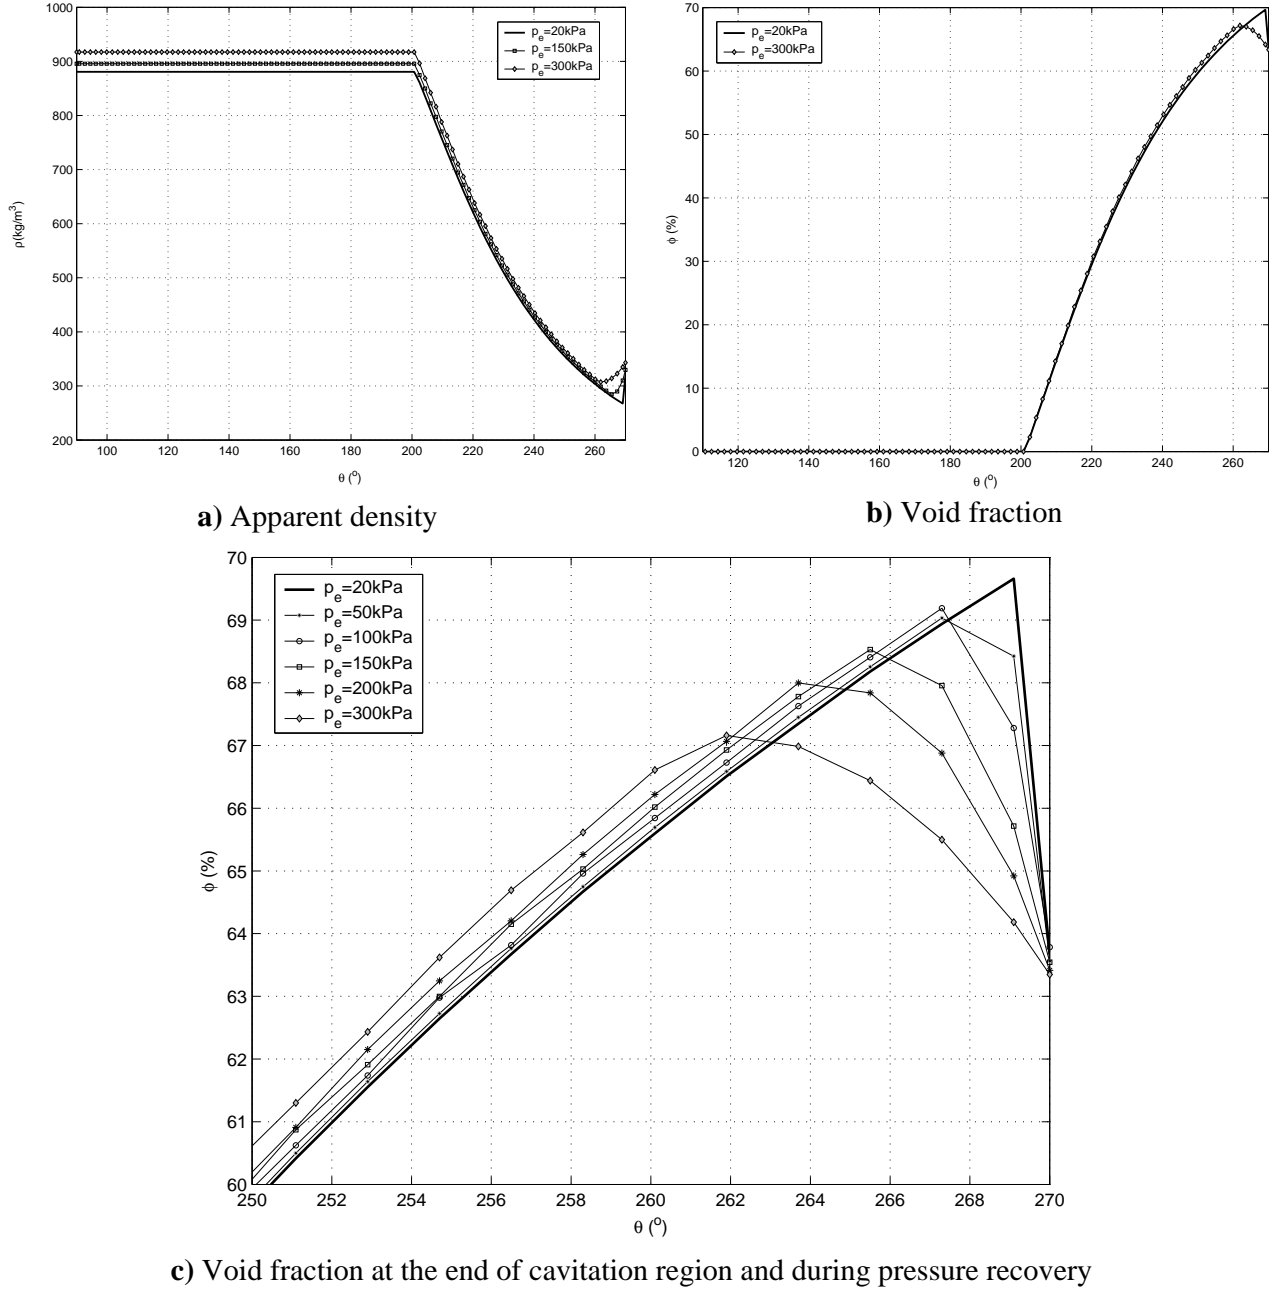 1000
900
800
700
600
500
400
300
200
ρ(kg/m³)
100 120 140 160 180 200 220 240 260
θ (°)
p_e=20kPa
p_e=150kPa
p_e=300kPa
a) Apparent density
70
60
50
40
30
20
10
0
ϕ (%)
120 140 160 180 200 220 240 260
θ (°)
p_e=20kPa
p_e=300kPa
b) Void fraction
70
69
68
67
66
65
64
63
62
61
60
ϕ (%)
250 252 254 256 258 260 262 264 266 268 270
θ (°)
p_e=20kPa
p_e=50kPa
p_e=100kPa
p_e=150kPa
p_e=200kPa
p_e=300kPa
c) Void fraction at the end of cavitation region and during pressure recovery